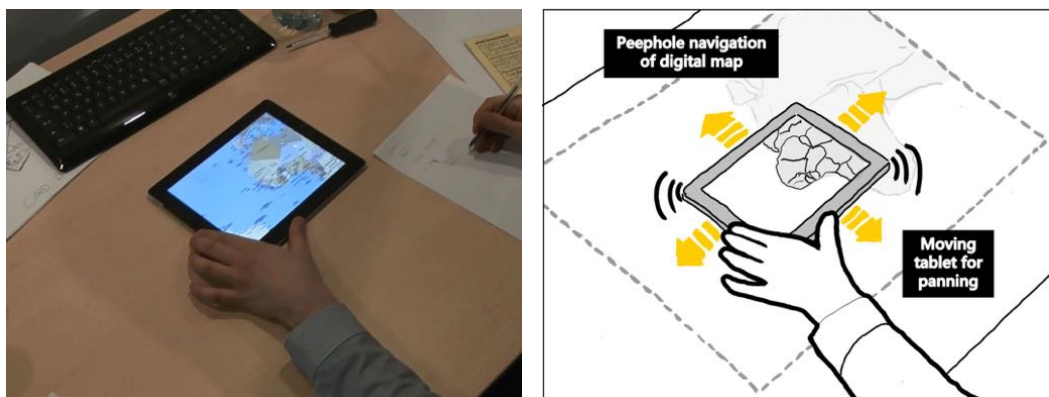 Peephole navigation
of digital map
Moving
tablet for
panning